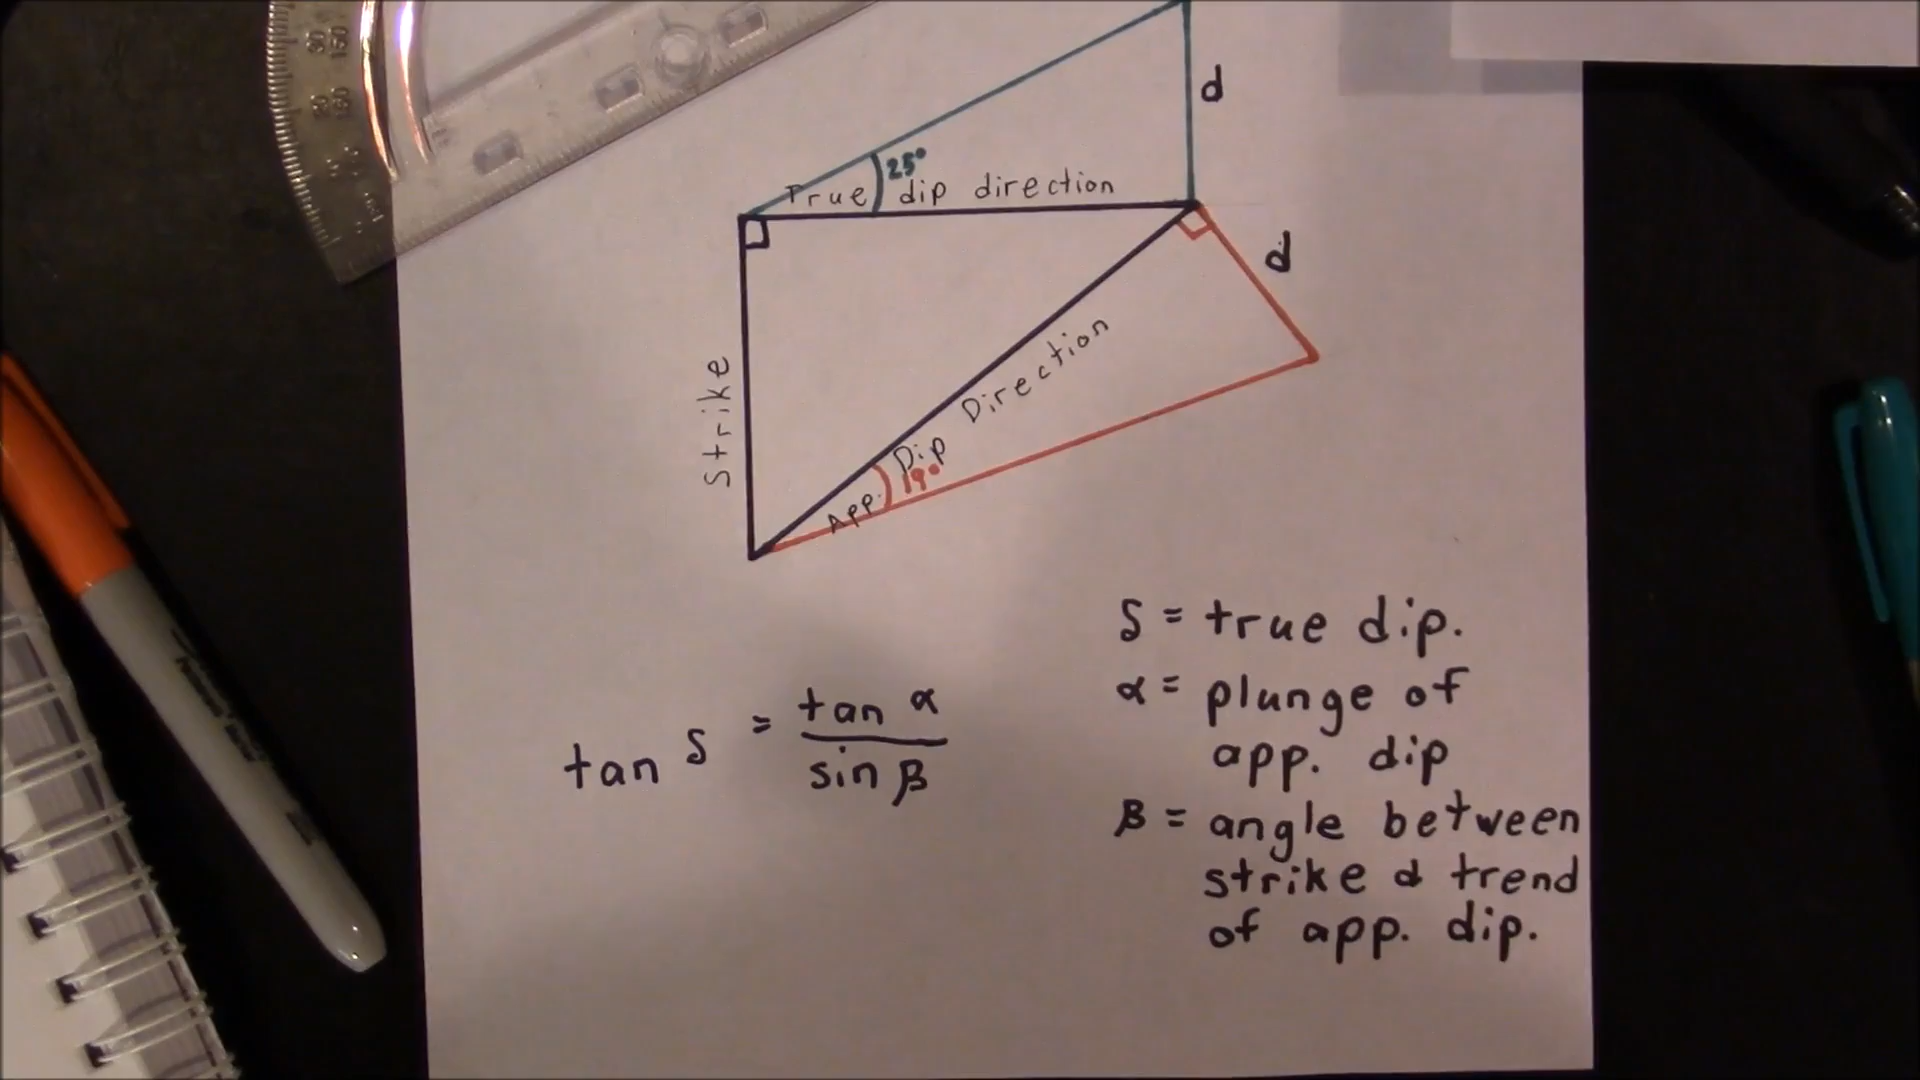 d
25°
True dip direction
d
Strike
App. Dip Direction
19°
δ = true dip.
α = plunge of
app. dip
β = angle between
strike & trend
of app. dip.
tan δ = tan α
sin β